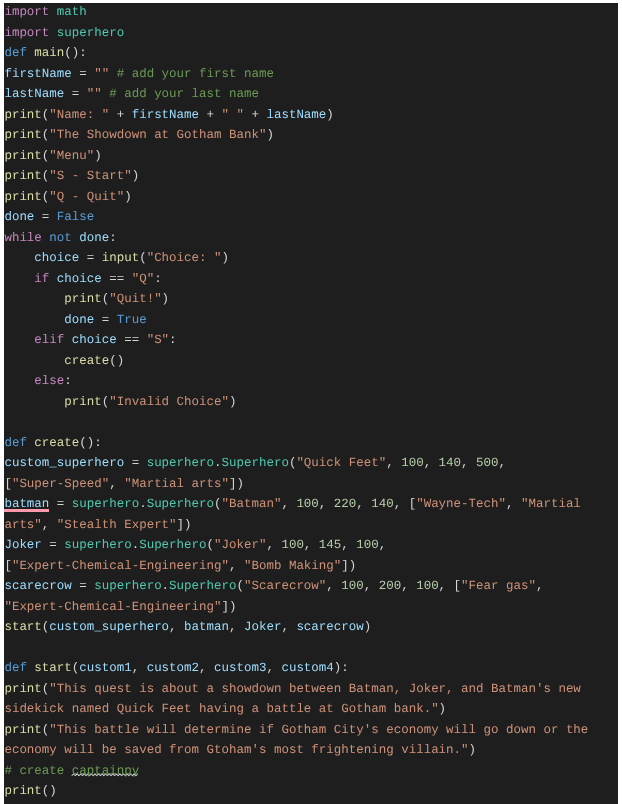 import math
import superhero
def main():
firstName = "" # add your first name
lastName = "" # add your last name
print("Name: " + firstName + " " + lastName)
print("The Showdown at Gotham Bank")
print("Menu")
print("S - Start")
print("Q - Quit")
done = False
while not done:
    choice = input("Choice: ")
    if choice == "Q":
        print("Quit!")
        done = True
    elif choice == "S":
        create()
    else:
        print("Invalid Choice")

def create():
custom_superhero = superhero.Superhero("Quick Feet", 100, 140, 500,
["Super-Speed", "Martial arts"])
batman = superhero.Superhero("Batman", 100, 220, 140, ["Wayne-Tech", "Martial
arts", "Stealth Expert"])
Joker = superhero.Superhero("Joker", 100, 145, 100,
["Expert-Chemical-Engineering", "Bomb Making"])
scarecrow = superhero.Superhero("Scarecrow", 100, 200, 100, ["Fear gas",
"Expert-Chemical-Engineering"])
start(custom_superhero, batman, Joker, scarecrow)

def start(custom1, custom2, custom3, custom4):
print("This quest is about a showdown between Batman, Joker, and Batman's new
sidekick named Quick Feet having a battle at Gotham bank.")
print("This battle will determine if Gotham City's economy will go down or the
economy will be saved from Gtoham's most frightening villain.")
# create captainpy
print()